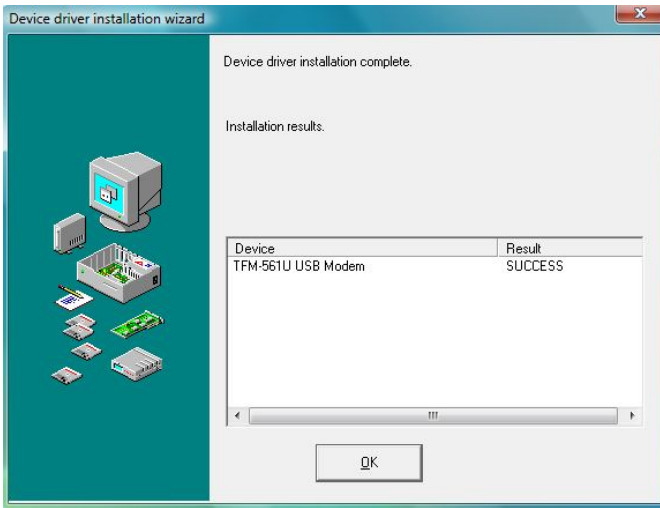 Device driver installation wizard
Device driver installation complete.
Installation results.
Device Result
TFM-561U USB Modem SUCCESS
OK